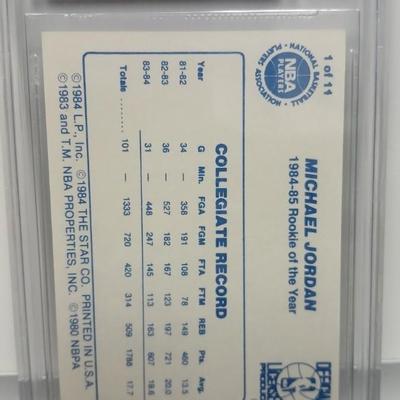 1 of 11
NATIONAL BASKETBALL
NBA
PLAYERS
PLAYERS ASSOCIATION
MICHAEL JORDAN
1984-85 Rookie of the Year
COLLEGIATE RECORD
Year G Min. FGA FGM FTA FTM REB Pts. Avg.
81-82 34 — 358 191 108 78 149 460 13.5
82-83 36 — 527 182 167 123 197 721 20.0
83-84 31 — 448 247 145 113 163 607 19.6
Totals ..... 101 — 1333 720 420 314 509 1788 17.7
©1984 L.P., Inc. ©1984 THE STAR CO. PRINTED IN U.S.A.
©1983 and T.M. NBA PROPERTIES, INC. ©1980 NBPA